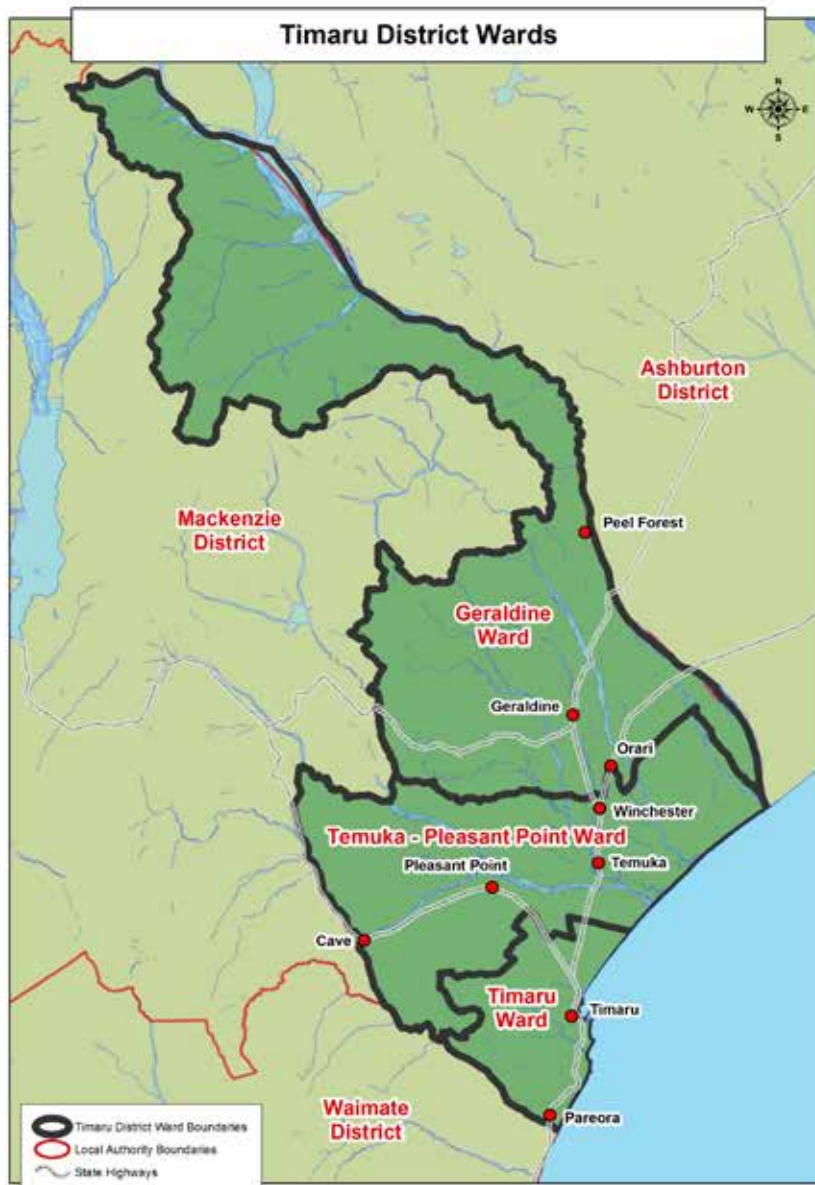 Timaru District Wards
N
W E
S
Ashburton
District
Peel Forest
Mackenzie
District
Geraldine
Ward
Geraldine
Orari
Winchester
Temuka - Pleasant Point Ward
Pleasant Point
Temuka
Cave
Timaru
Ward
Timaru
Waimate
District
Pareora
Timaru District Ward Boundaries
Local Authority Boundaries
State Highways